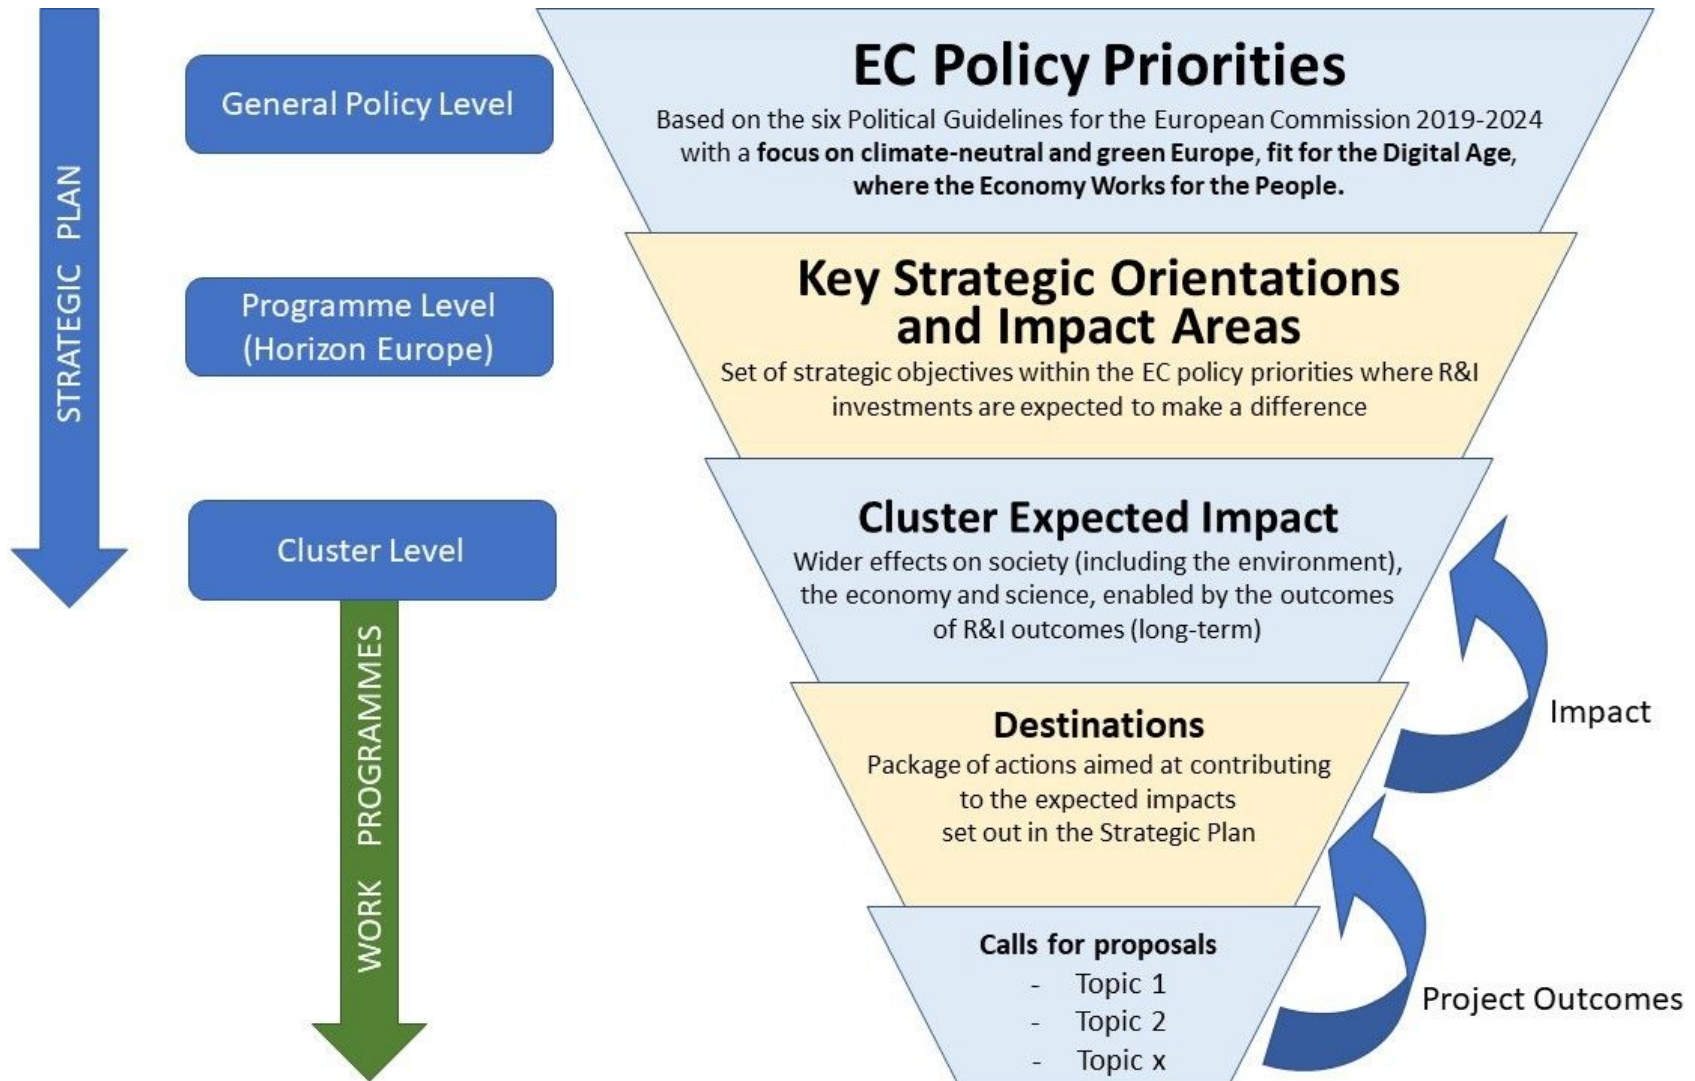 STRATEGIC PLAN
General Policy Level
EC Policy Priorities
Based on the six Political Guidelines for the European Commission 2019-2024
with a focus on climate-neutral and green Europe, fit for the Digital Age,
where the Economy Works for the People.
Programme Level
(Horizon Europe)
Key Strategic Orientations
and Impact Areas
Set of strategic objectives within the EC policy priorities where R&I
investments are expected to make a difference
Cluster Level
Cluster Expected Impact
Wider effects on society (including the environment),
the economy and science, enabled by the outcomes
of R&I outcomes (long-term)
WORK PROGRAMMES
Destinations
Package of actions aimed at contributing
to the expected impacts
set out in the Strategic Plan
Impact
Calls for proposals
- Topic 1
- Topic 2
- Topic x
Project Outcomes